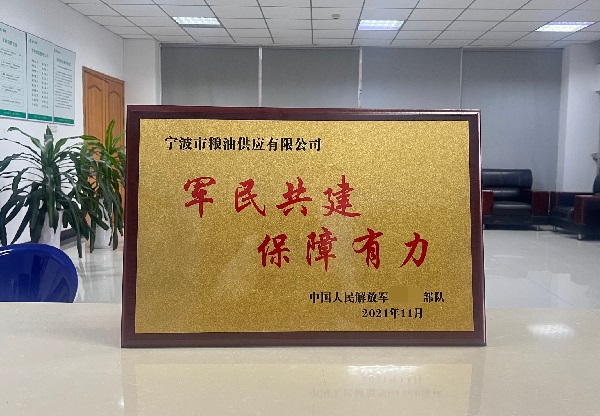 宁波市粮油供应有限公司
军民共建
保障有力
中国人民解放军 部队
2021年11月